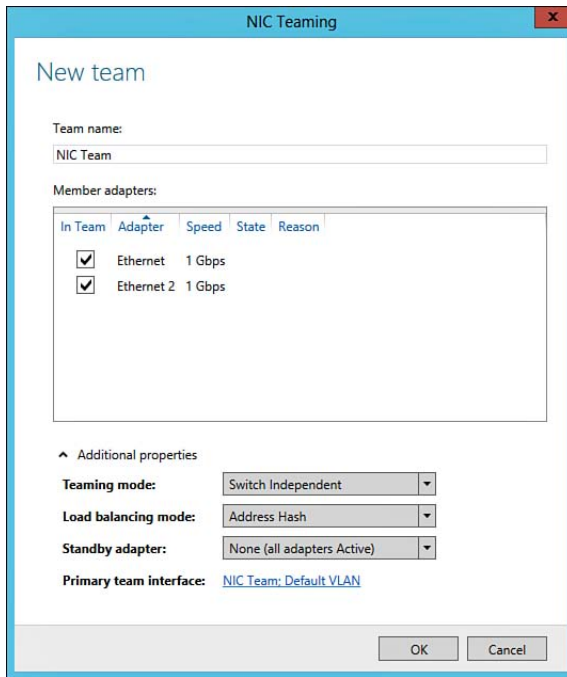 NIC Teaming
x
New team
Team name:
NIC Team
Member adapters:
In Team Adapter Speed State Reason
Ethernet 1 Gbps
Ethernet 2 1 Gbps
Additional properties
Teaming mode: Switch Independent
Load balancing mode: Address Hash
Standby adapter: None (all adapters Active)
Primary team interface: NIC Team; Default VLAN
OK Cancel